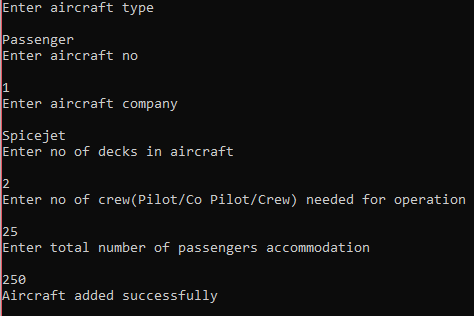 Enter aircraft type
Passenger
Enter aircraft no
1
Enter aircraft company
Spicejet
Enter no of decks in aircraft
2
Enter no of crew(Pilot/Co Pilot/Crew) needed for operation
25
Enter total number of passengers accommodation
250
Aircraft added successfully